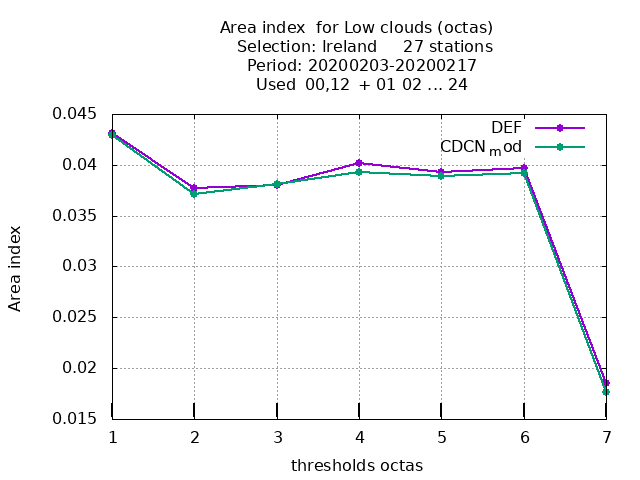 Area index  for Low clouds (octas)
Selection: Ireland     27 stations
Period: 20200203-20200217
Used  00,12  + 01 02 ... 24
DEF
CDCNmod
0.045
0.04
0.035
0.03
0.025
0.02
0.015
Area index
1 2 3 4 5 6 7
thresholds octas